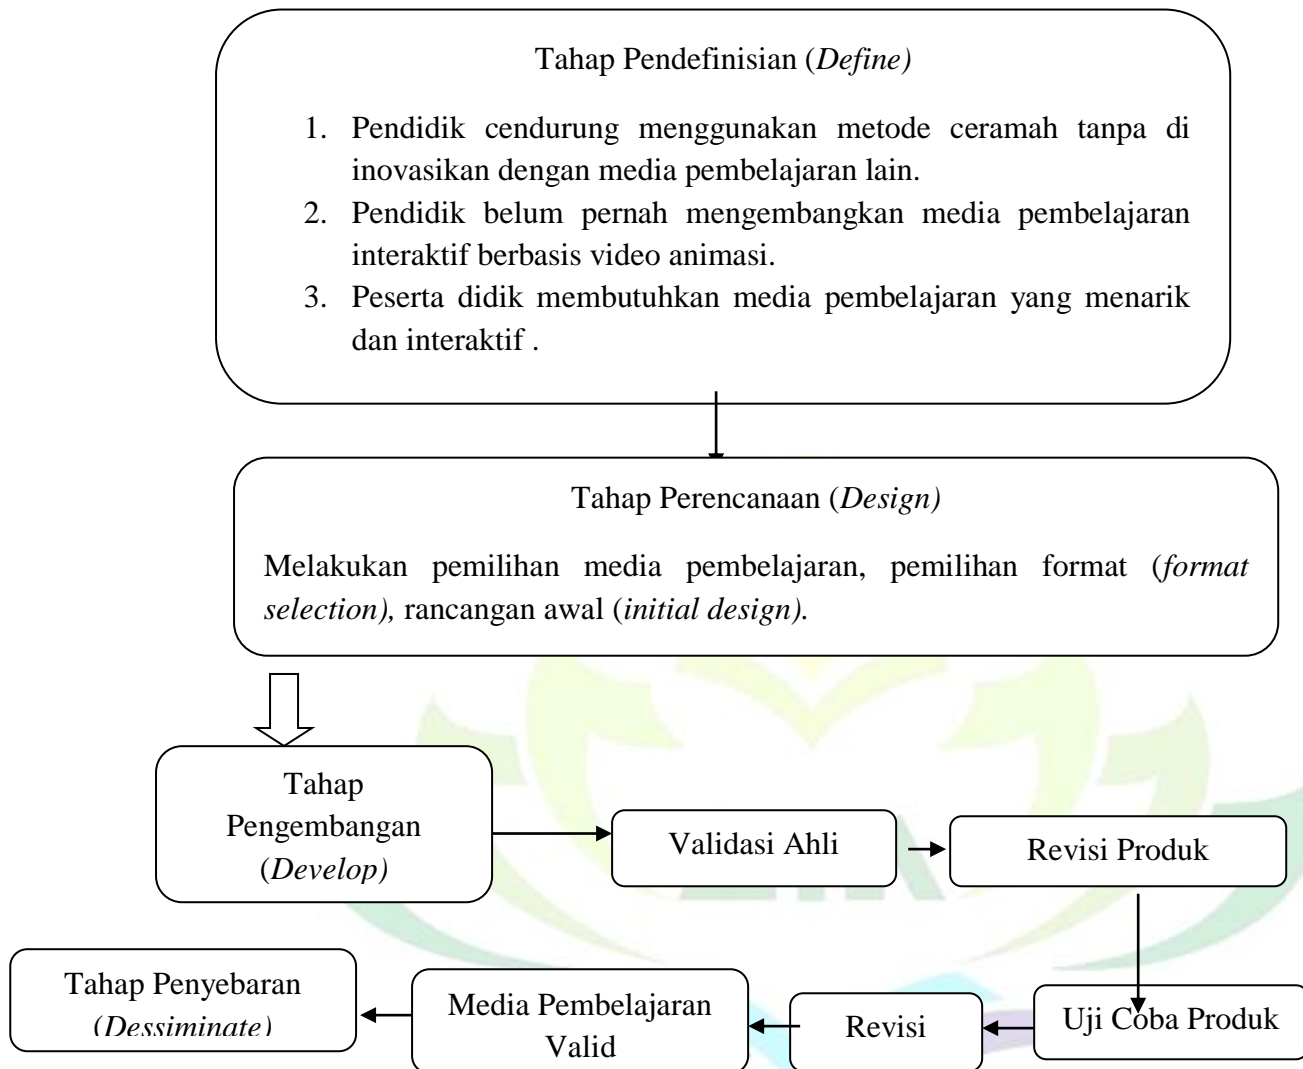 Tahap Pendefinisian (Define)
1. Pendidik cendurung menggunakan metode ceramah tanpa di
inovasikan dengan media pembelajaran lain.
2. Pendidik belum pernah mengembangkan media pembelajaran
interaktif berbasis video animasi.
3. Peserta didik membutuhkan media pembelajaran yang menarik
dan interaktif .
Tahap Perencanaan (Design)
Melakukan pemilihan media pembelajaran, pemilihan format (format
selection), rancangan awal (initial design).
Tahap
Pengembangan
(Develop)
Validasi Ahli
Revisi Produk
Uji Coba Produk
Revisi
Media Pembelajaran
Valid
Tahap Penyebaran
(Dessiminate)